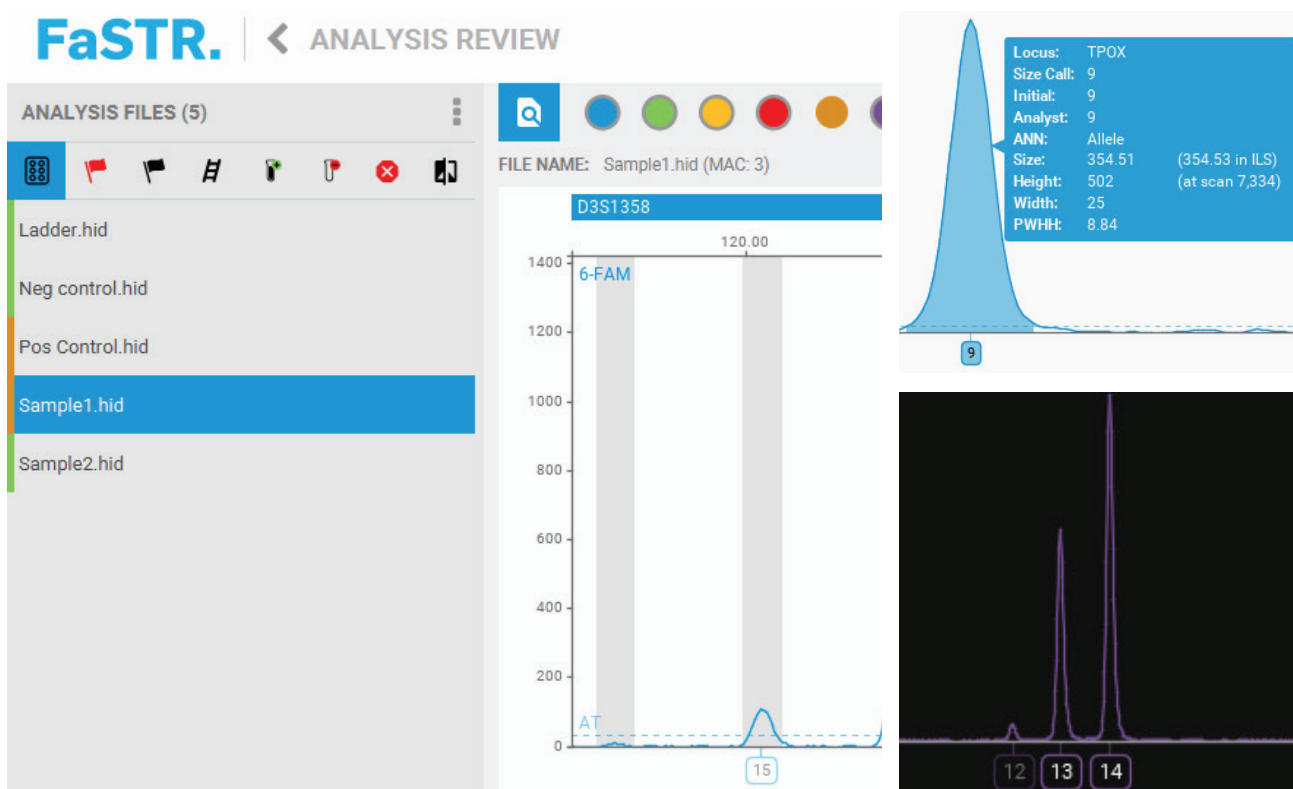 FaSTR. ANALYSIS REVIEW
ANALYSIS FILES (5)
Ladder.hid
Neg control.hid
Pos Control.hid
Sample1.hid
Sample2.hid
FILE NAME: Sample1.hid (MAC: 3)
D3S1358
120.00
1400
6-FAM
1200
1000
800
600
400
200
AT
0
15
Locus: TPOX
Size Call: 9
Initial: 9
Analyst: 9
ANN: Allele
Size: 354.51 (354.53 in ILS)
Height: 502 (at scan 7,334)
Width: 25
PWHH: 8.84
9
12 13 14